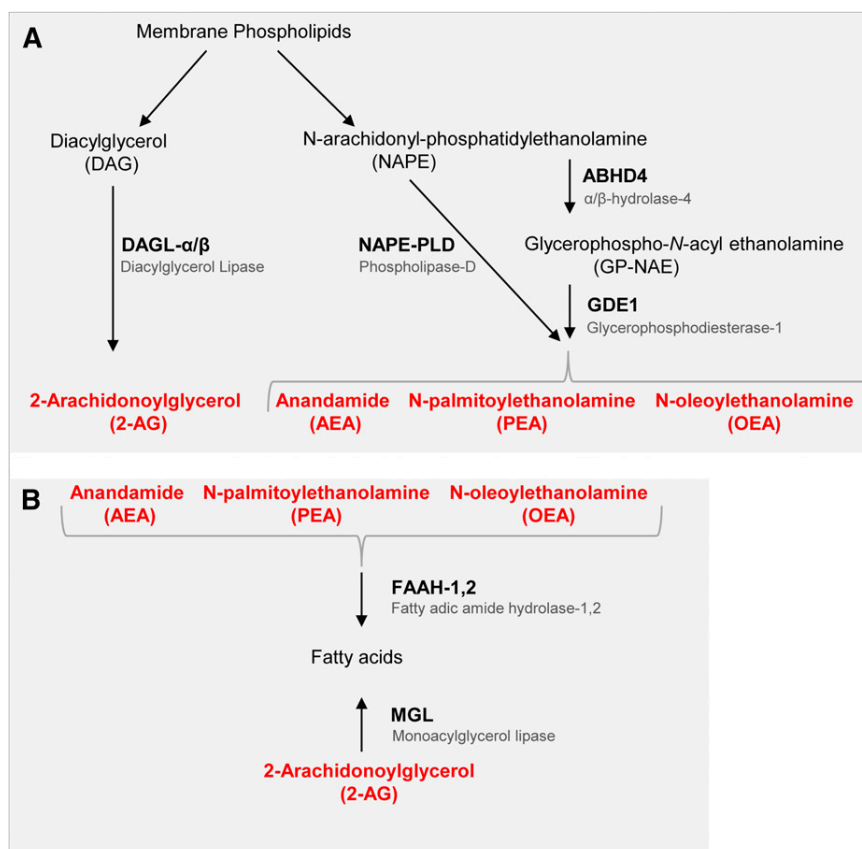 A
Membrane Phospholipids
Diacylglycerol
(DAG)
N-arachidonyl-phosphatidylethanolamine
(NAPE)
ABHD4
α/β-hydrolase-4
DAGL-α/β
Diacylglycerol Lipase
NAPE-PLD
Phospholipase-D
Glycerophospho-N-acyl ethanolamine
(GP-NAE)
GDE1
Glycerophosphodiesterase-1
2-Arachidonoylglycerol
(2-AG)
Anandamide
(AEA)
N-palmitoylethanolamine
(PEA)
N-oleoylethanolamine
(OEA)
B
Anandamide
(AEA)
N-palmitoylethanolamine
(PEA)
N-oleoylethanolamine
(OEA)
FAAH-1,2
Fatty adic amide hydrolase-1,2
Fatty acids
MGL
Monoacylglycerol lipase
2-Arachidonoylglycerol
(2-AG)